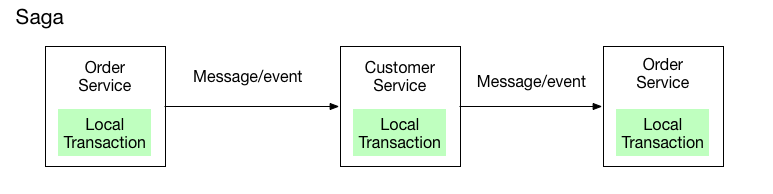 Saga
Order
Service
Local
Transaction
Message/event
Customer
Service
Local
Transaction
Message/event
Order
Service
Local
Transaction